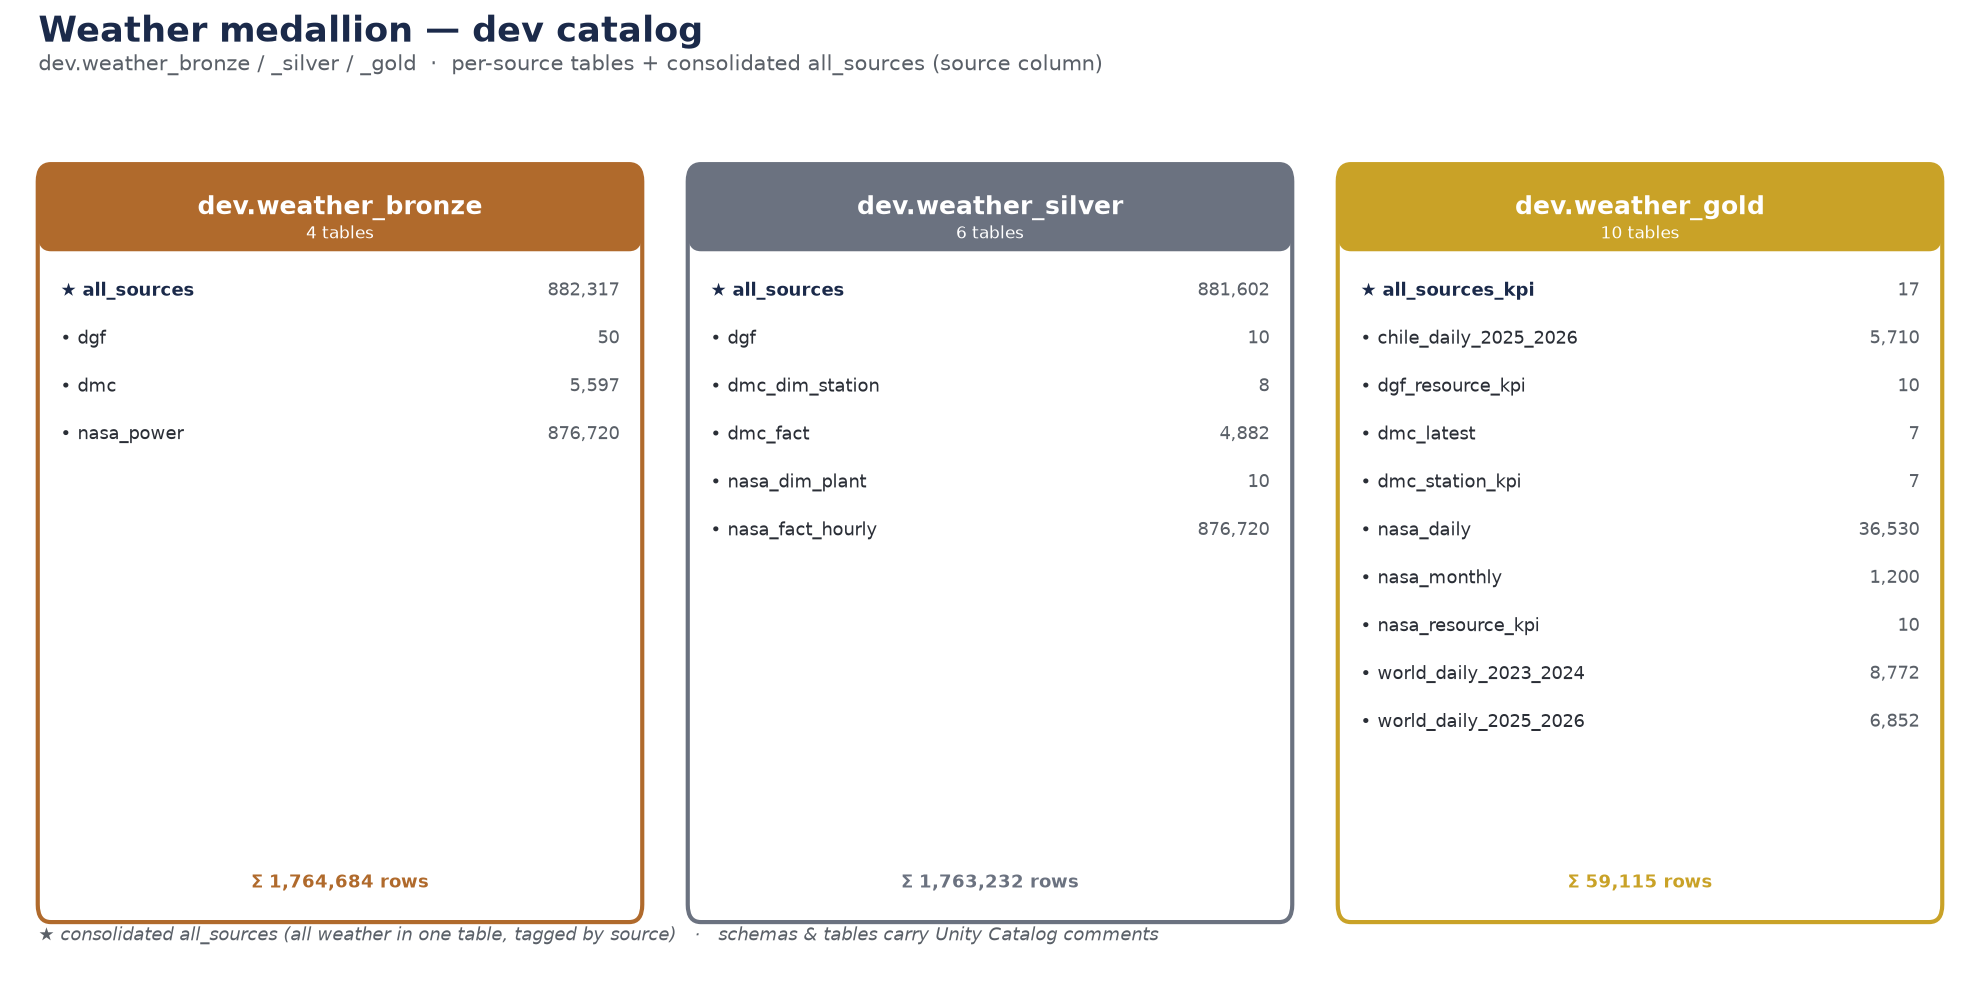 Weather medallion — dev catalog
dev.weather_bronze / _silver / _gold · per-source tables + consolidated all_sources (source column)
dev.weather_bronze
4 tables
★ all_sources 882,317
• dgf 50
• dmc 5,597
• nasa_power 876,720
Σ 1,764,684 rows
dev.weather_silver
6 tables
★ all_sources 881,602
• dgf 10
• dmc_dim_station 8
• dmc_fact 4,882
• nasa_dim_plant 10
• nasa_fact_hourly 876,720
Σ 1,763,232 rows
dev.weather_gold
10 tables
★ all_sources_kpi 17
• chile_daily_2025_2026 5,710
• dgf_resource_kpi 10
• dmc_latest 7
• dmc_station_kpi 7
• nasa_daily 36,530
• nasa_monthly 1,200
• nasa_resource_kpi 10
• world_daily_2023_2024 8,772
• world_daily_2025_2026 6,852
Σ 59,115 rows
★ consolidated all_sources (all weather in one table, tagged by source) · schemas & tables carry Unity Catalog comments